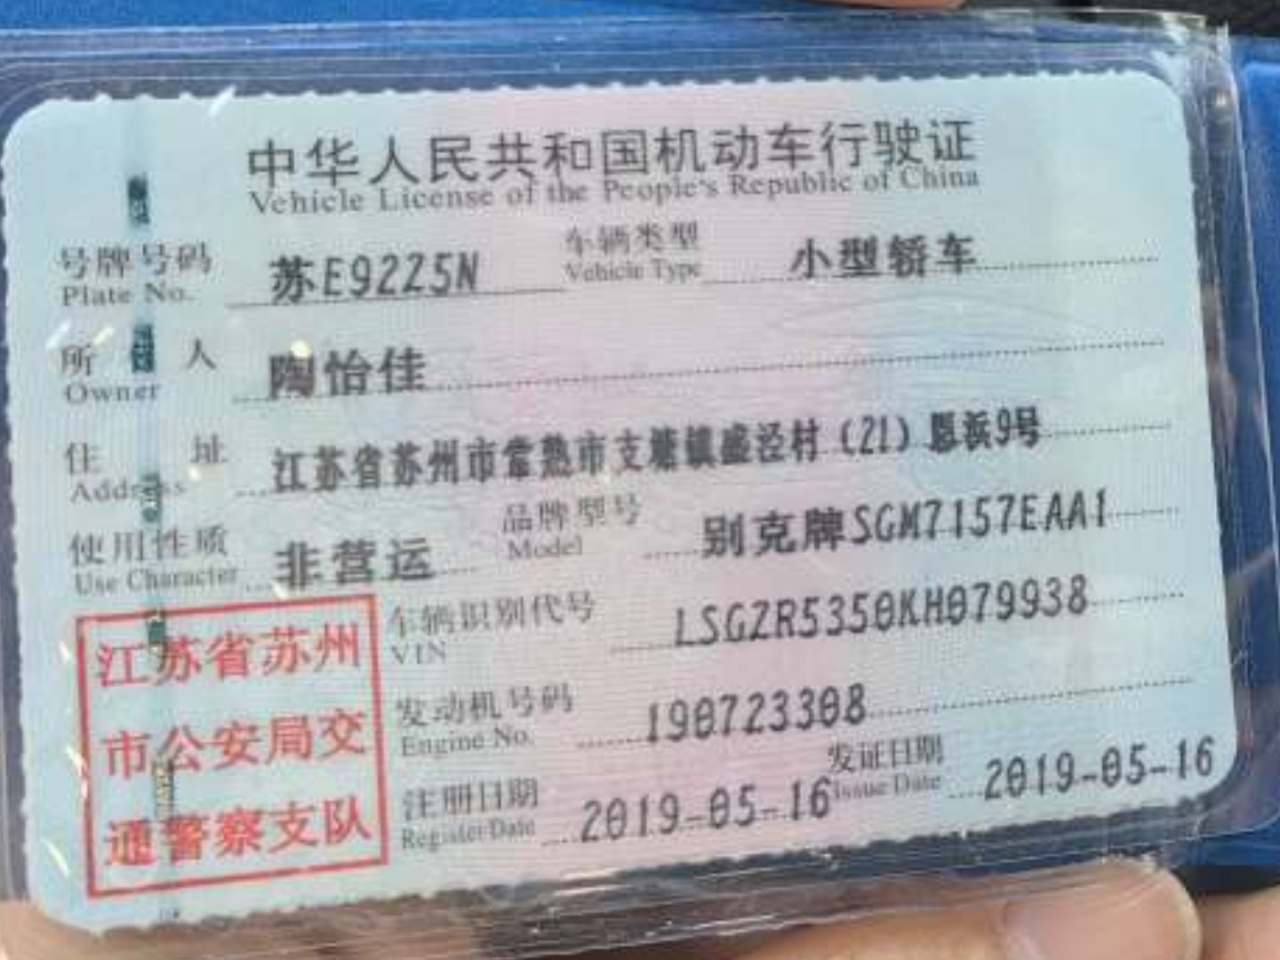 中华人民共和国机动车行驶证
Vehicle License of the People's Republic of China
号牌号码 苏E92Z5N 车辆类型 小型轿车
Plate No. Vehicle Type
所 人 陶怡佳
Owner
住 址 江苏省苏州市常熟市支塘镇盛泾村（21）恩浜9号
Address
使用性质 非营运 品牌型号 别克牌SGM7157EAA1
Use Character Model
车辆识别代号 LSGZR5350KH079938
VIN
发动机号码 190723308
Engine No.
注册日期 2019-05-16 发证日期 2019-05-16
Register Date Issue Date
江苏省苏州
市公安局交
通警察支队